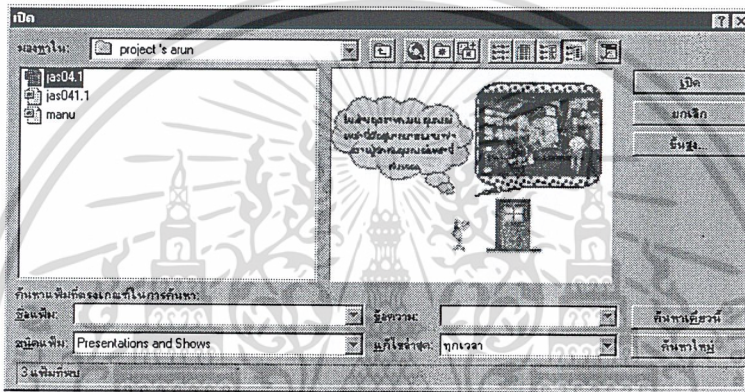 เปิด
มองหาใน: project 's arun
jas04.1
jas041.1
manu
เปิด
ยกเลิก
ขั้นสูง...
ค้นหาแฟ้มที่ตรงเกณฑ์ในการค้นหา:
ชื่อแฟ้ม: ข้อความ: ค้นหาเดี๋ยวนี้
ชนิดแฟ้ม: Presentations and Shows แก้ไขล่าสุด: ทุกเวลา ค้นหาใหม่
3 แฟ้มที่พบ